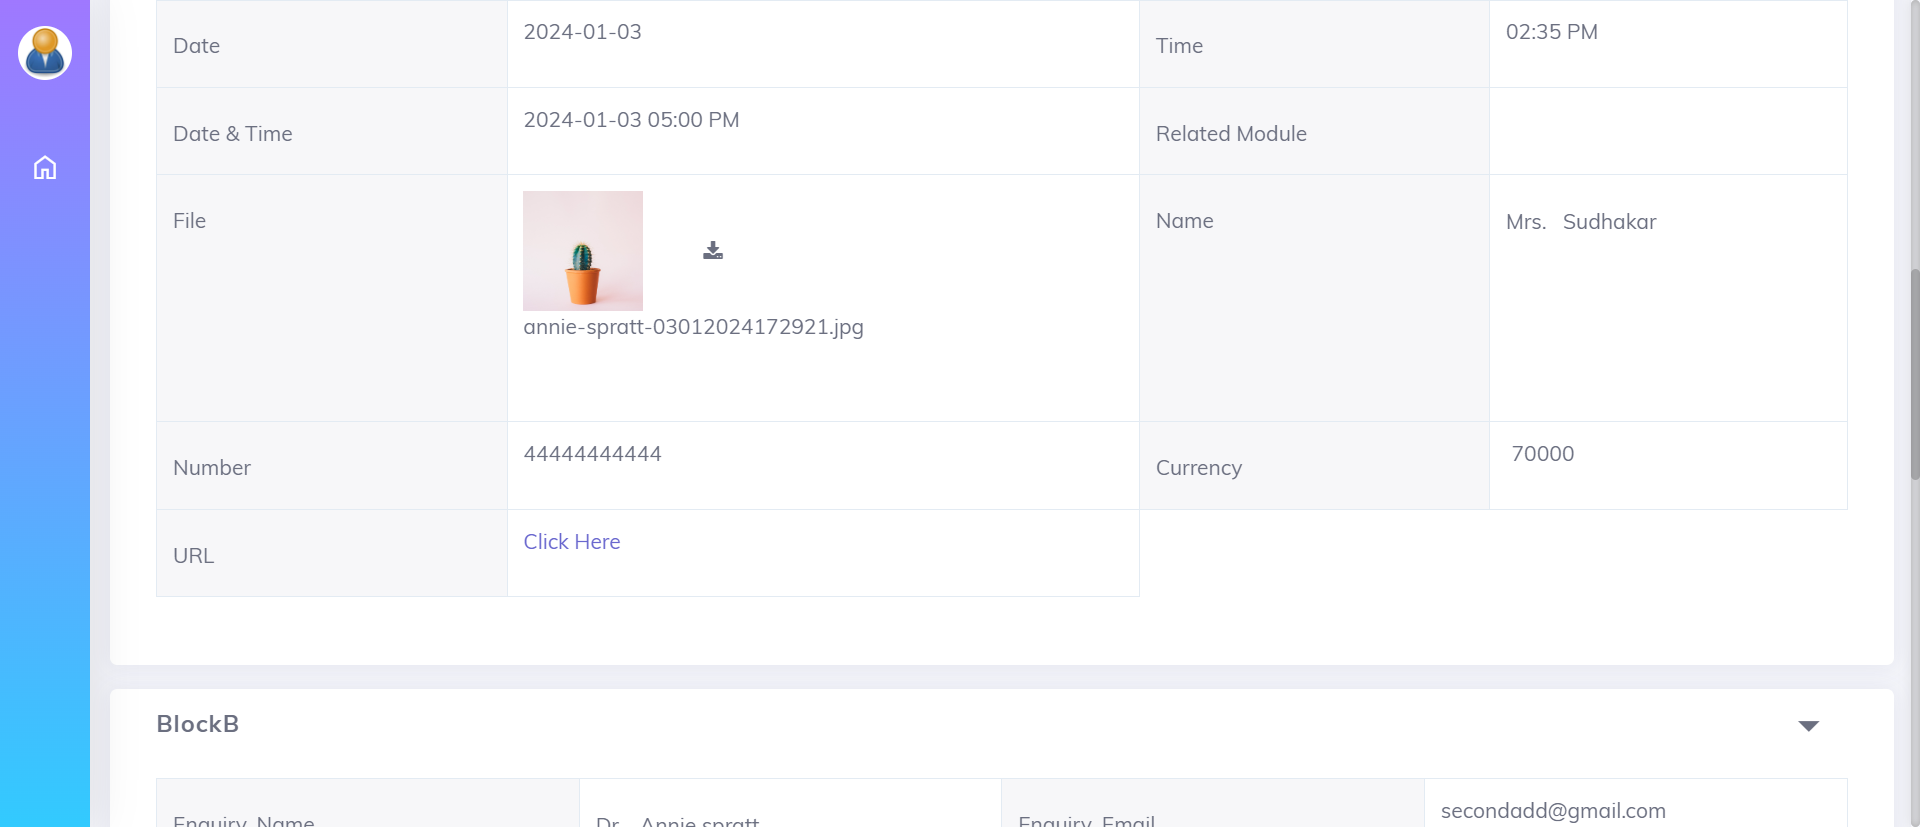 Date
2024-01-03
Time
02:35 PM
Date & Time
2024-01-03 05:00 PM
Related Module
File
annie-spratt-03012024172921.jpg
Name
Mrs. Sudhakar
Number
44444444444
Currency
70000
URL
Click Here
BlockB
Enquiry Name
Dr. Annie spratt
Enquiry Email
secondadd@gmail.com